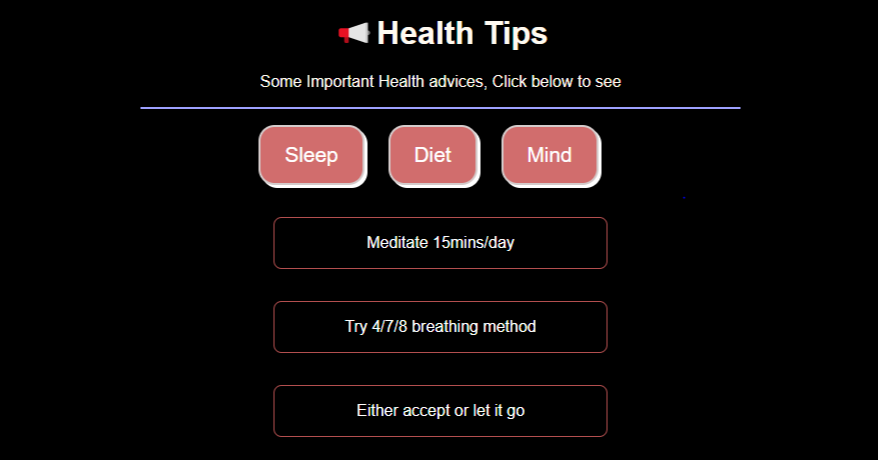 Health Tips
Some Important Health advices, Click below to see
Sleep Diet Mind
Meditate 15mins/day
Try 4/7/8 breathing method
Either accept or let it go